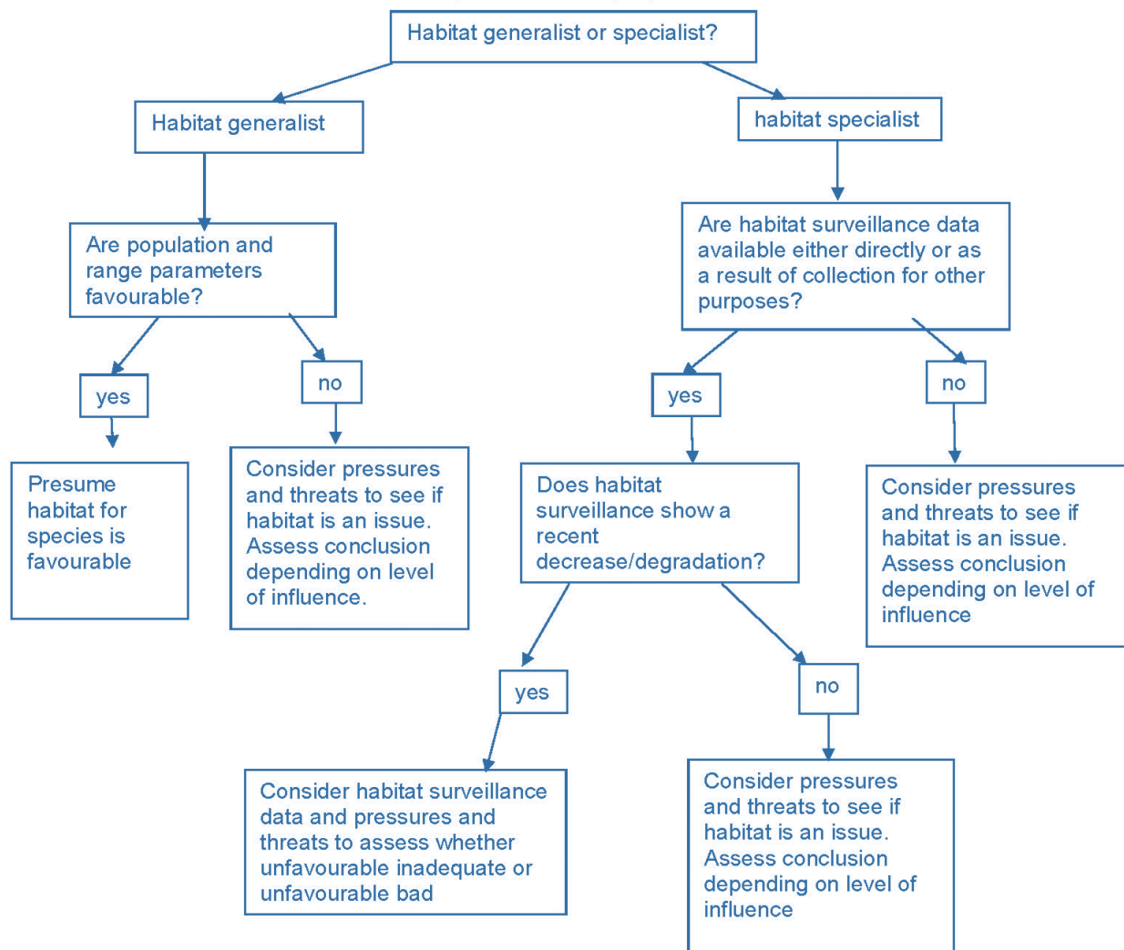 Habitat generalist or specialist?
Habitat generalist
habitat specialist
Are population and
range parameters
favourable?
Are habitat surveillance data
available either directly or as
a result of collection for other
purposes?
yes
no
yes
no
Presume
habitat for
species is
favourable
Consider pressures
and threats to see if
habitat is an issue.
Assess conclusion
depending on level
of influence.
Does habitat
surveillance show a
recent
decrease/degradation?
Consider pressures
and threats to see if
habitat is an issue.
Assess conclusion
depending on level of
influence
yes
no
Consider habitat surveillance
data and pressures and
threats to assess whether
unfavourable inadequate or
unfavourable bad
Consider pressures
and threats to see if
habitat is an issue.
Assess conclusion
depending on level of
influence